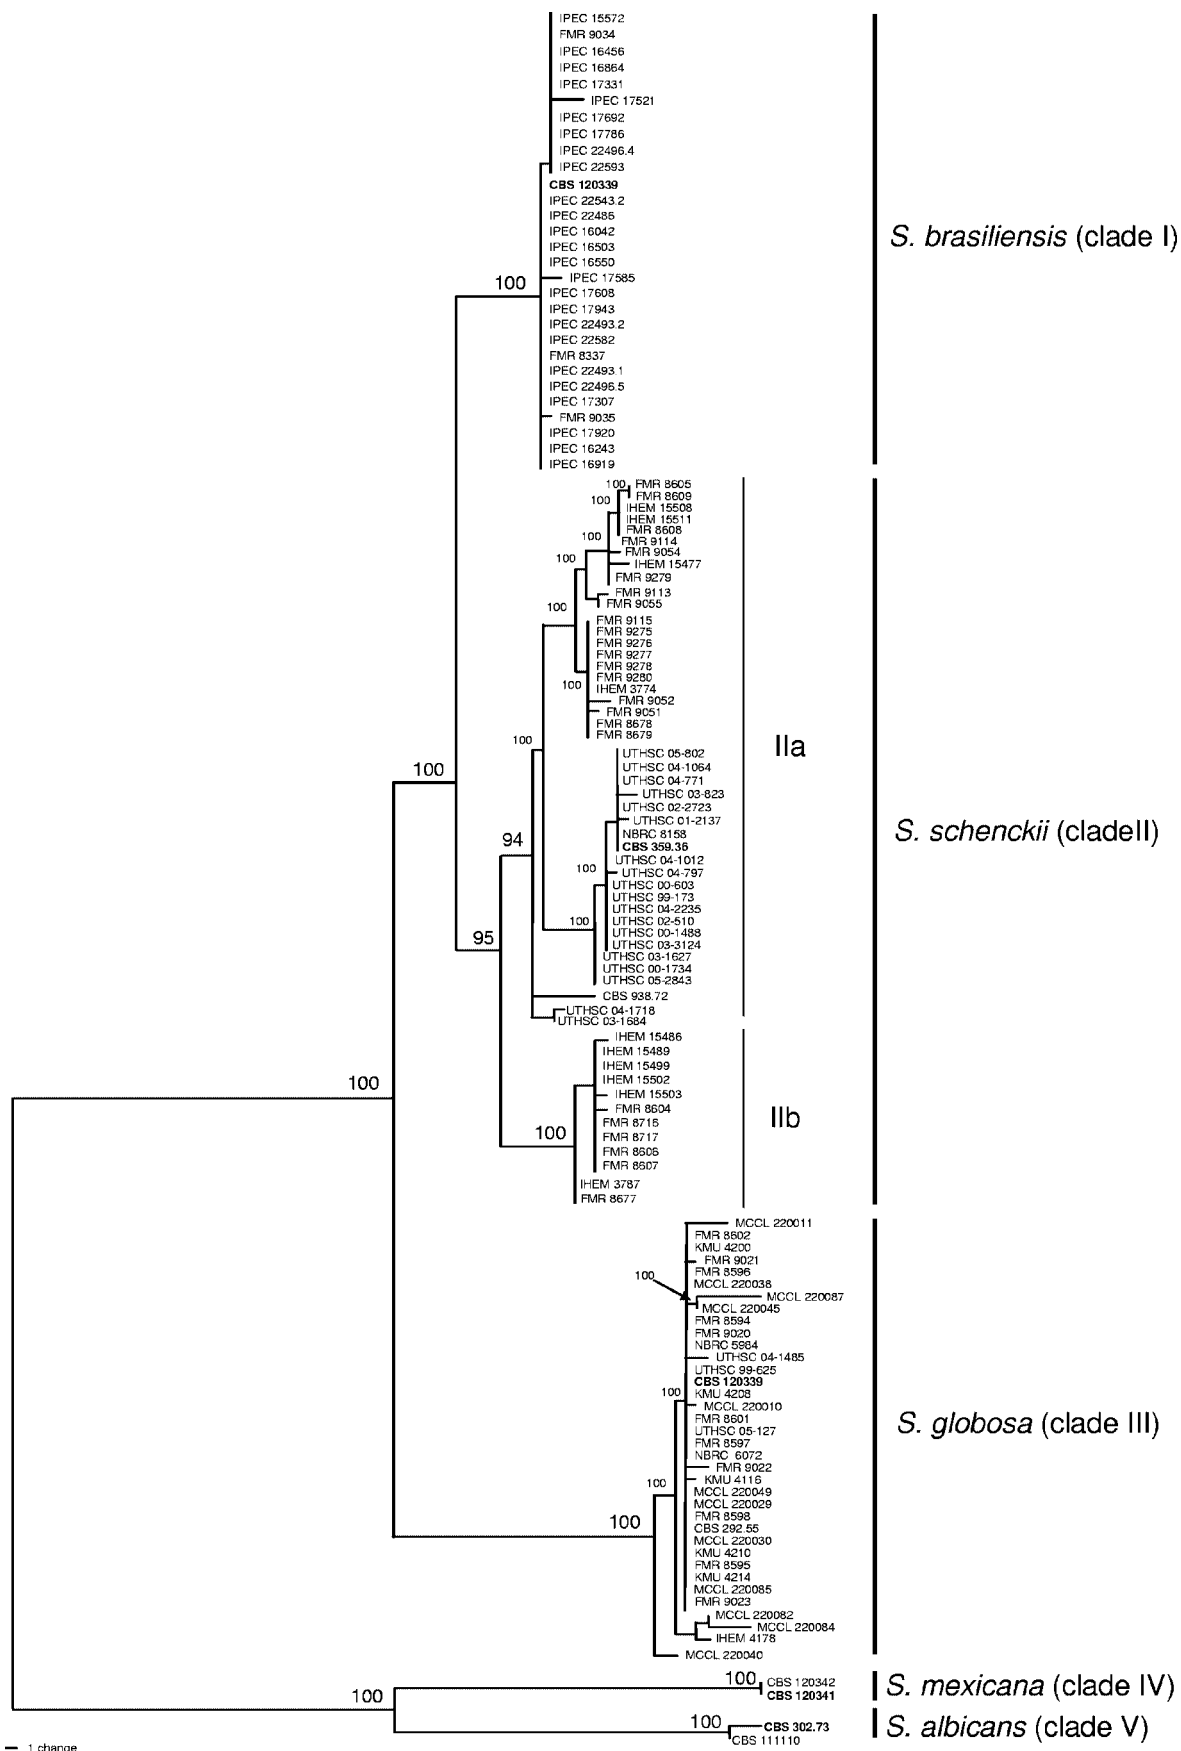 IPEC 15572
FMR 9034
IPEC 16456
IPEC 16864
IPEC 17331
IPEC 17521
IPEC 17692
IPEC 17786
IPEC 22496.4
IPEC 22593
CBS 120339
IPEC 22543.2
IPEC 22486
IPEC 16042
IPEC 16503
IPEC 16550
IPEC 17585
IPEC 17608
IPEC 17943
IPEC 22493.2
IPEC 22582
FMR 8337
IPEC 22493.1
IPEC 22496.5
IPEC 17307
FMR 9035
IPEC 17920
IPEC 16243
IPEC 16919
100
S. brasiliensis (clade I)
FMR 8605
FMR 8609
IHEM 15508
IHEM 15511
FMR 8608
FMR 9114
FMR 9054
IHEM 15477
FMR 9279
FMR 9113
FMR 9055
FMR 9115
FMR 9275
FMR 9276
FMR 9277
FMR 9278
FMR 9280
IHEM 3774
FMR 9052
FMR 9051
FMR 8678
FMR 8679
UTHSC 05-802
UTHSC 04-1064
UTHSC 04-771
UTHSC 03-823
UTHSC 02-2723
UTHSC 01-2137
NBRC 8158
CBS 359.36
UTHSC 04-1012
UTHSC 04-797
UTHSC 00-603
UTHSC 99-173
UTHSC 04-2235
UTHSC 02-510
UTHSC 00-1488
UTHSC 03-3124
UTHSC 03-1627
UTHSC 00-1734
UTHSC 05-2843
CBS 938.72
UTHSC 04-1718
UTHSC 03-1684
100
100
100
100
100
100
100
100
100
100
94
95
IIa
S. schenckii (cladeII)
IHEM 15486
IHEM 15489
IHEM 15499
IHEM 15502
IHEM 15503
FMR 8604
FMR 8716
FMR 8717
FMR 8606
FMR 8607
IHEM 3787
FMR 8677
100
100
IIb
MCCL 220011
FMR 8602
KMU 4200
FMR 9021
FMR 8596
MCCL 220038
MCCL 220087
MCCL 220045
FMR 8594
FMR 9020
NBRC 5984
UTHSC 04-1485
UTHSC 99-625
CBS 120339
KMU 4208
MCCL 220010
FMR 8601
UTHSC 05-127
FMR 8597
NBRC 6072
FMR 9022
KMU 4116
MCCL 220049
MCCL 220029
FMR 8598
CBS 292.55
MCCL 220030
KMU 4210
FMR 8595
KMU 4214
MCCL 220085
FMR 9023
MCCL 220082
MCCL 220084
IHEM 4178
MCCL 220040
100
100
100
100
S. globosa (clade III)
100
100
CBS 120342
CBS 120341
S. mexicana (clade IV)
100
CBS 302.73
CBS 111110
S. albicans (clade V)
1 change